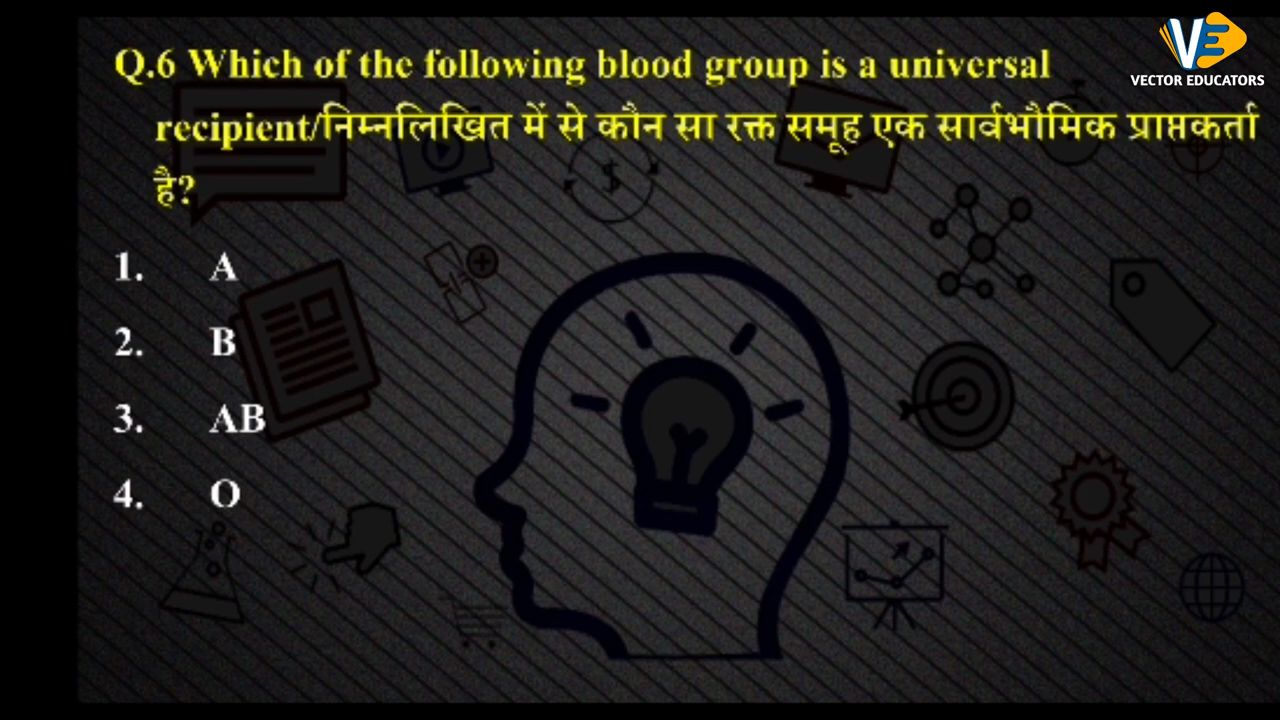 Q.6 Which of the following blood group is a universal
recipient/निम्नलिखित में से कौन सा रक्त समूह एक सार्वभौमिक प्राप्तकर्ता
है?
1. A
2. B
3. AB
4. O
VE
VECTOR EDUCATORS